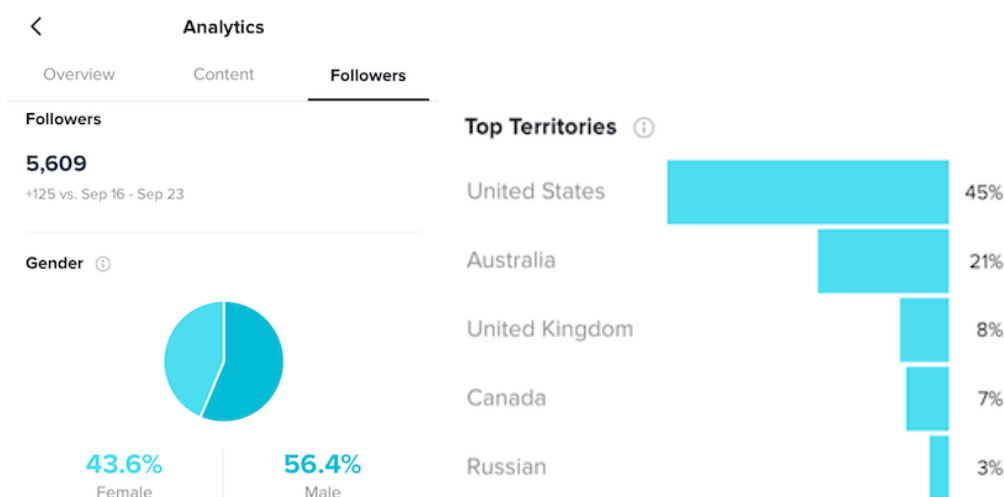 Analytics
Overview Content Followers
Followers
5,609
+125 vs. Sep 16 - Sep 23
Gender
43.6% 56.4%
Female Male
Top Territories
United States 45%
Australia 21%
United Kingdom 8%
Canada 7%
Russian 3%